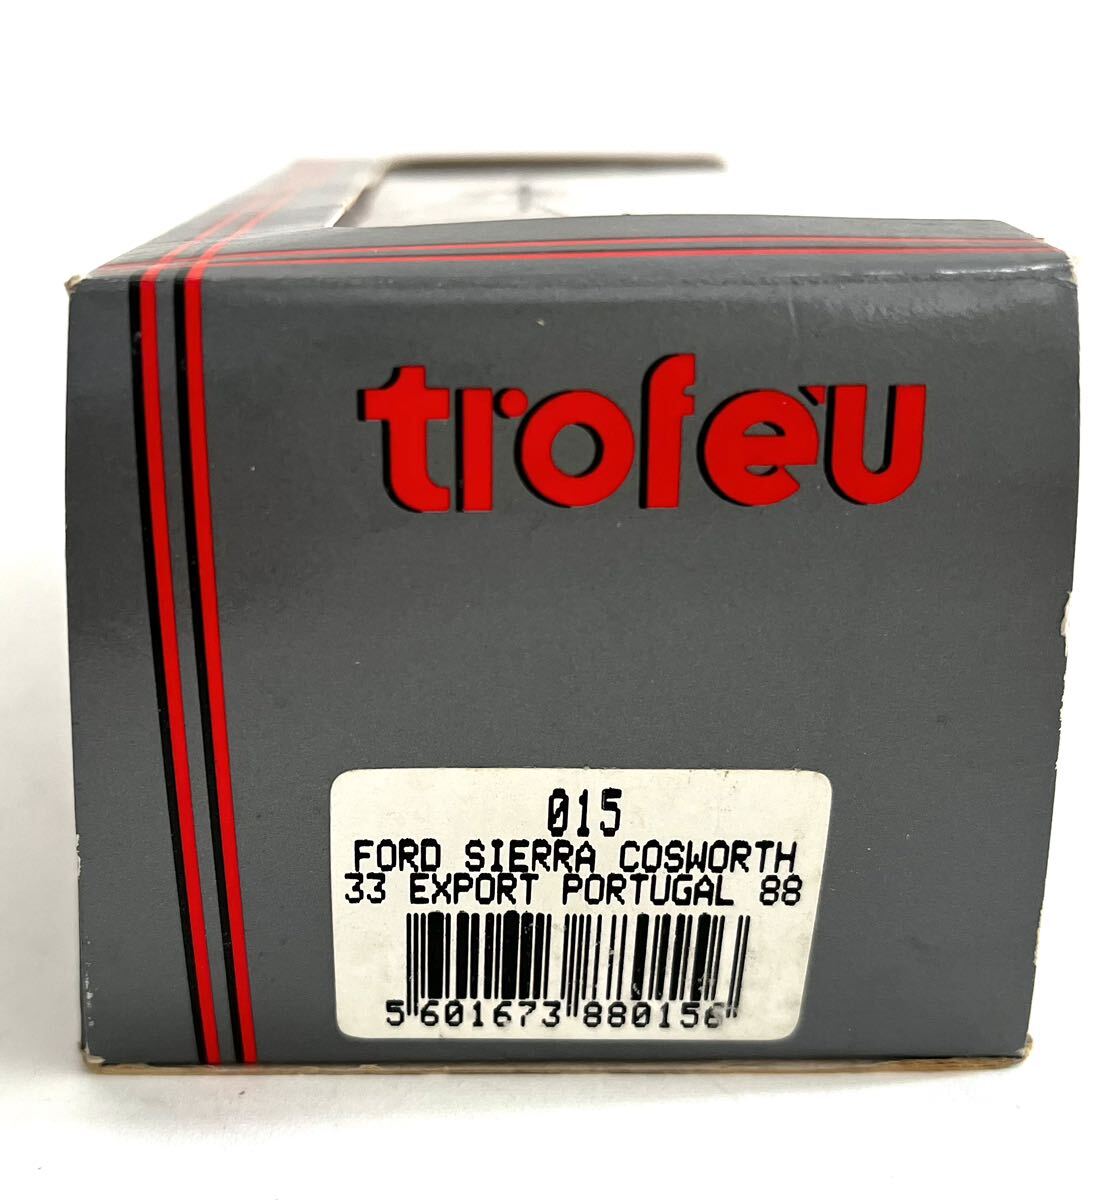 trofeu
015
FORD SIERRA COSWORTH
33 EXPORT PORTUGAL 88
5 601673 880156